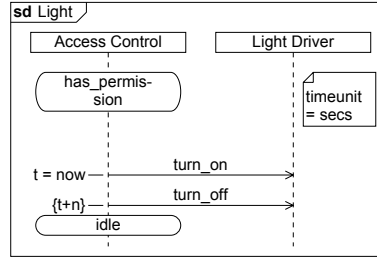 sd Light
Access Control
Light Driver
has_permis-
sion
timeunit
= secs
t = now
turn_on
{t+n}
turn_off
idle